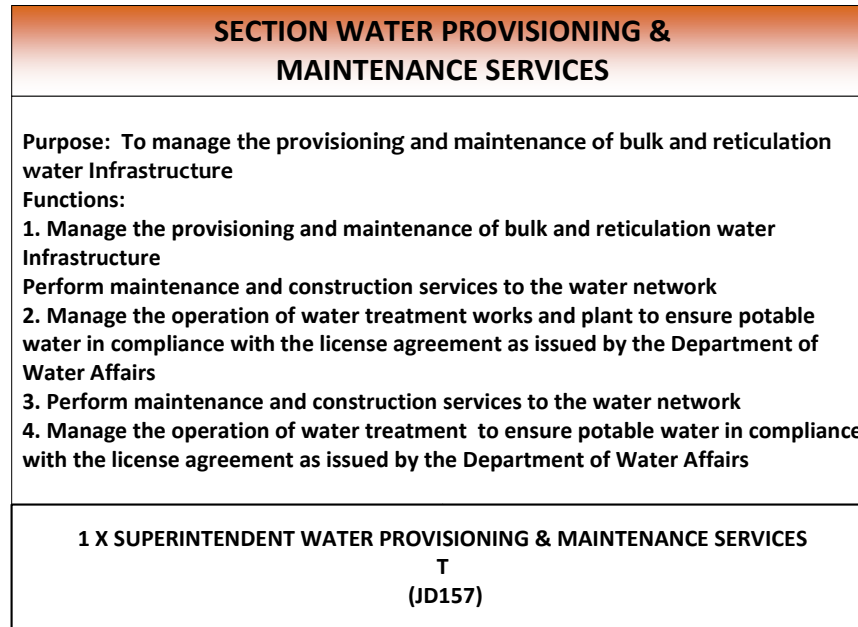 SECTION WATER PROVISIONING &
MAINTENANCE SERVICES
Purpose:  To manage the provisioning and maintenance of bulk and reticulation
water Infrastructure
Functions:
1. Manage the provisioning and maintenance of bulk and reticulation water
Infrastructure
Perform maintenance and construction services to the water network
2. Manage the operation of water treatment works and plant to ensure potable
water in compliance with the license agreement as issued by the Department of
Water Affairs
3. Perform maintenance and construction services to the water network
4. Manage the operation of water treatment  to ensure potable water in compliance
with the license agreement as issued by the Department of Water Affairs
1 X SUPERINTENDENT WATER PROVISIONING & MAINTENANCE SERVICES
T
(JD157)